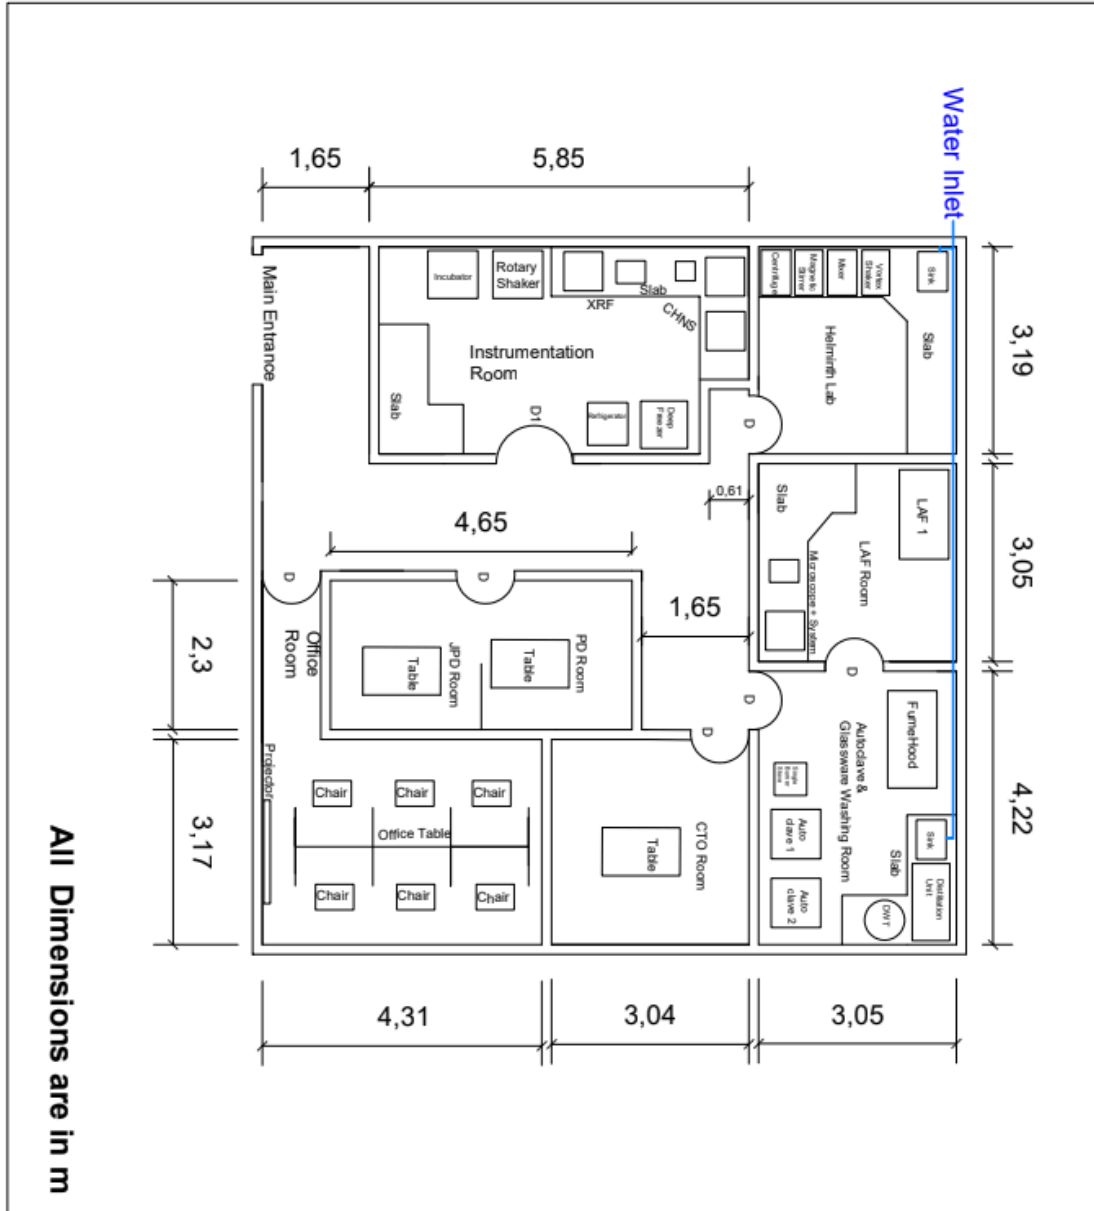 Water Inlet
1,65
5,85
Main Entrance
Incubator
Rotary
Shaker
XRF
Slab
CHNS
Instrumentation
Room
Slab
D1
Refrigerator
Deep
Freezer
Centrifuge
Magnetic
Stirrer
Mixer
Vortex
Shaker
Sink
Slab
Helminth Lab
D
3,19
0,61
Slab
LAF 1
LAF Room
Microscope + System
3,05
4,65
1,65
D
D
D
D
D
2,3
Office
Room
JPD Room
Table
PD Room
Table
FumeHood
Autoclave&
Glassware Washing Room
Single
Burner
Stove
Auto
clave 1
Auto
clave 2
Sink
Slab
Distillation
Unit
DWT
4,22
Projector
3,17
Chair
Chair
Chair
Office Table
Chair
Chair
Chair
CTO Room
Table
4,31
3,04
3,05
All Dimensions are in m